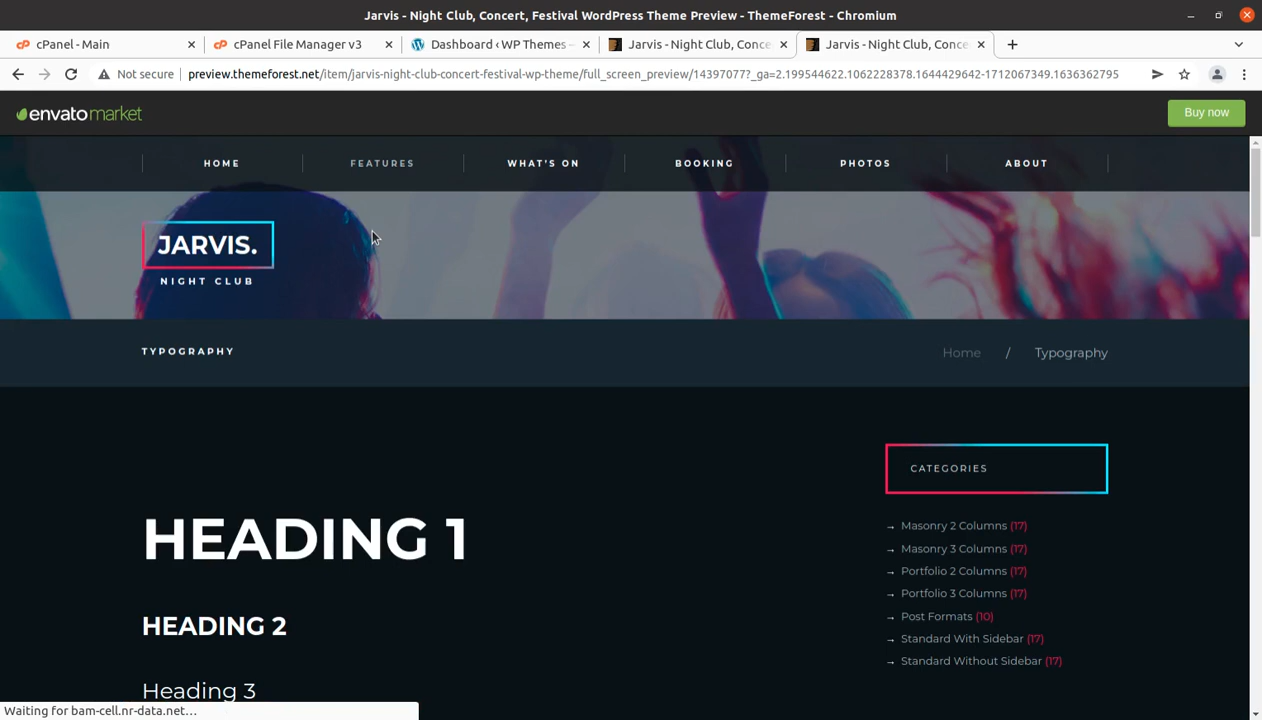 Jarvis - Night Club, Concert, Festival WordPress Theme Preview - ThemeForest - Chromium
cPanel - Main
cPanel File Manager v3
Dashboard ‹ WP Themes –
Jarvis - Night Club, Conce
Jarvis - Night Club, Conce
Not secure
preview.themeforest.net/item/jarvis-night-club-concert-festival-wp-theme/full_screen_preview/14397077?_ga=2.199544622.1062228378.1644429642-1712067349.1636362795
envato market
Buy now
HOME
FEATURES
WHAT'S ON
BOOKING
PHOTOS
ABOUT
JARVIS.
NIGHT CLUB
TYPOGRAPHY
Home / Typography
CATEGORIES
HEADING 1
HEADING 2
Heading 3
→ Masonry 2 Columns (17)
→ Masonry 3 Columns (17)
→ Portfolio 2 Columns (17)
→ Portfolio 3 Columns (17)
→ Post Formats (10)
→ Standard With Sidebar (17)
→ Standard Without Sidebar (17)
Waiting for bam-cell.nr-data.net...